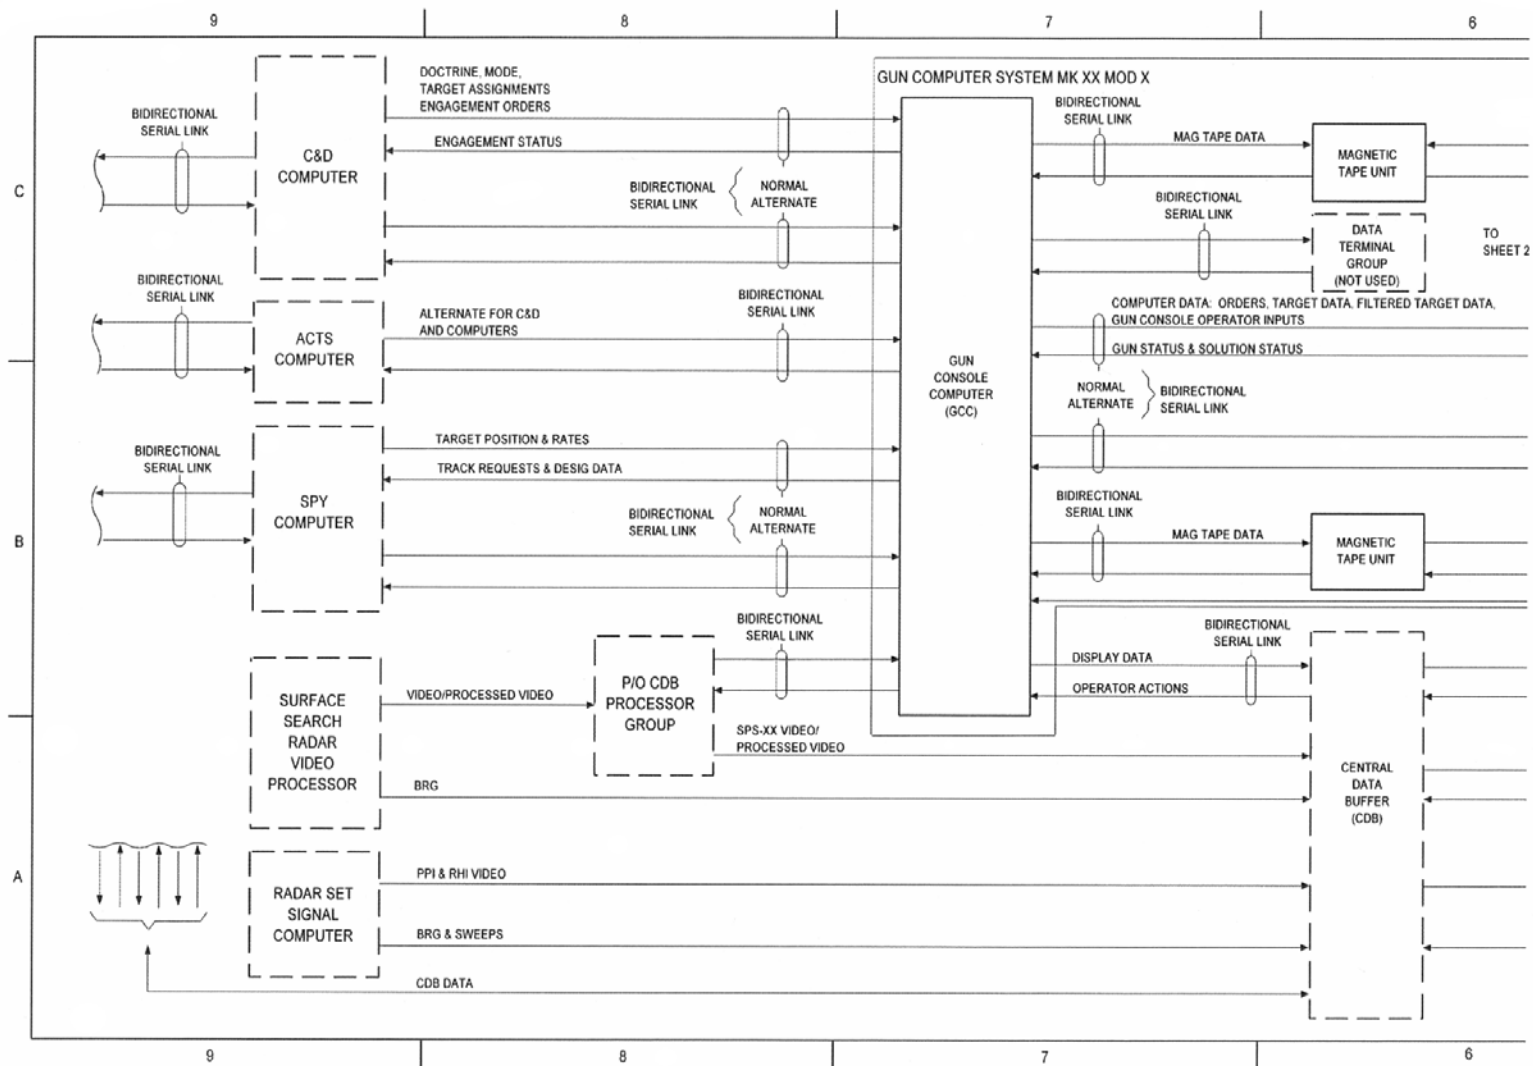 9
8
7
6
GUN COMPUTER SYSTEM MK XX MOD X
C
B
A
BIDIRECTIONAL
SERIAL LINK
C&D
COMPUTER
DOCTRINE, MODE,
TARGET ASSIGNMENTS
ENGAGEMENT ORDERS
ENGAGEMENT STATUS
BIDIRECTIONAL
SERIAL LINK
NORMAL
ALTERNATE
BIDIRECTIONAL
SERIAL LINK
ACTS
COMPUTER
ALTERNATE FOR C&D
AND COMPUTERS
BIDIRECTIONAL
SERIAL LINK
BIDIRECTIONAL
SERIAL LINK
SPY
COMPUTER
TARGET POSITION & RATES
TRACK REQUESTS & DESIG DATA
BIDIRECTIONAL
SERIAL LINK
NORMAL
ALTERNATE
SURFACE
SEARCH
RADAR
VIDEO
PROCESSOR
VIDEO/PROCESSED VIDEO
BRG
P/O CDB
PROCESSOR
GROUP
BIDIRECTIONAL
SERIAL LINK
SPS-XX VIDEO/
PROCESSED VIDEO
RADAR SET
SIGNAL
COMPUTER
PPI & RHI VIDEO
BRG & SWEEPS
CDB DATA
GUN
CONSOLE
COMPUTER
(GCC)
BIDIRECTIONAL
SERIAL LINK
MAG TAPE DATA
MAGNETIC
TAPE UNIT
BIDIRECTIONAL
SERIAL LINK
DATA
TERMINAL
GROUP
(NOT USED)
TO
SHEET 2
COMPUTER DATA: ORDERS, TARGET DATA, FILTERED TARGET DATA,
GUN CONSOLE OPERATOR INPUTS
GUN STATUS & SOLUTION STATUS
NORMAL
ALTERNATE
BIDIRECTIONAL
SERIAL LINK
BIDIRECTIONAL
SERIAL LINK
MAG TAPE DATA
MAGNETIC
TAPE UNIT
BIDIRECTIONAL
SERIAL LINK
DISPLAY DATA
OPERATOR ACTIONS
CENTRAL
DATA
BUFFER
(CDB)
9
8
7
6